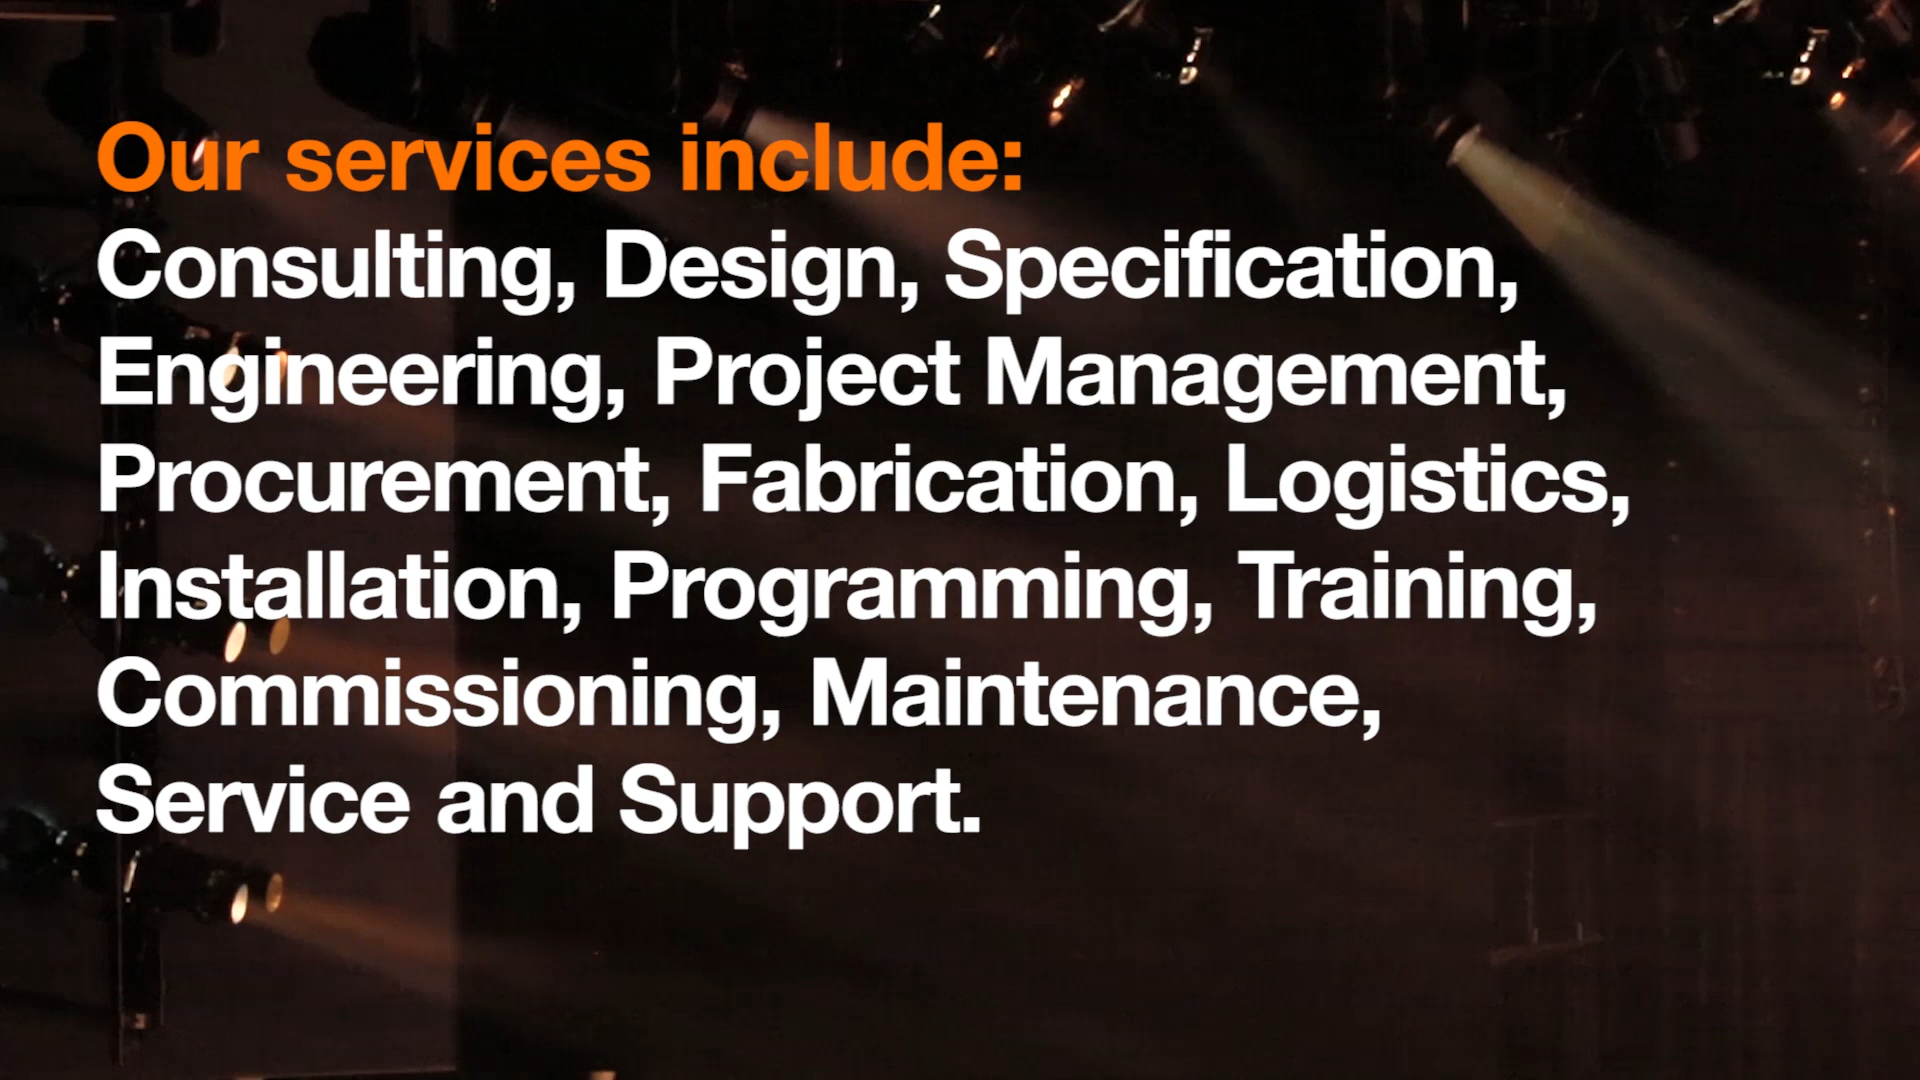 Our services include:
Consulting, Design, Specification,
Engineering, Project Management,
Procurement, Fabrication, Logistics,
Installation, Programming, Training,
Commissioning, Maintenance,
Service and Support.